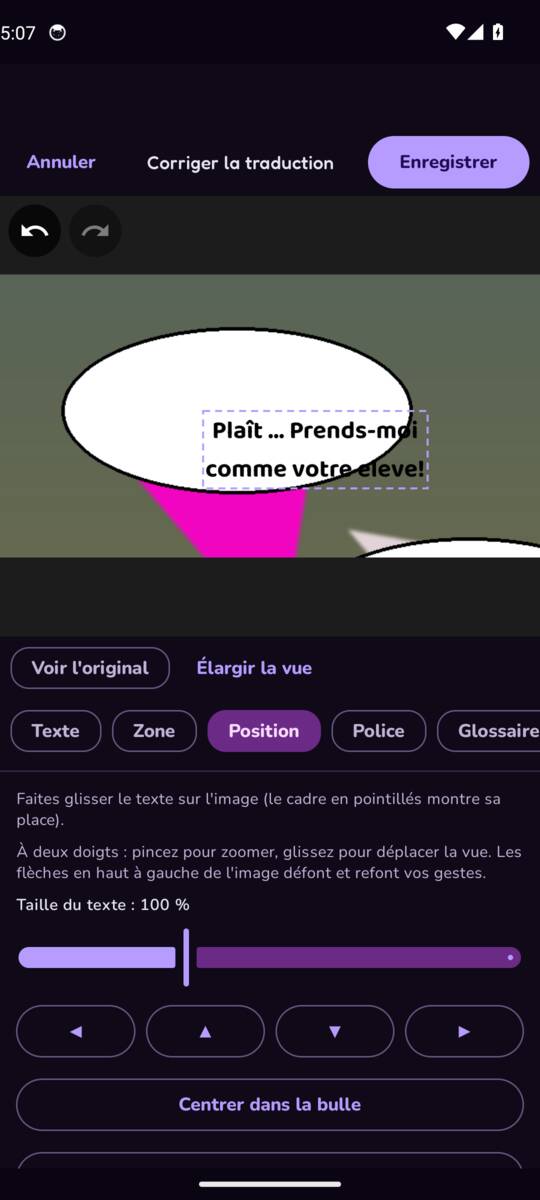 5:07
Annuler
Corriger la traduction
Enregistrer
Plaît ... Prends-moi
comme votre eleve!
Voir l'original
Élargir la vue
Texte
Zone
Position
Police
Glossaire
Faites glisser le texte sur l'image (le cadre en pointillés montre sa
place).
À deux doigts : pincez pour zoomer, glissez pour déplacer la vue. Les
flèches en haut à gauche de l'image défont et refont vos gestes.
Taille du texte : 100 %
Centrer dans la bulle